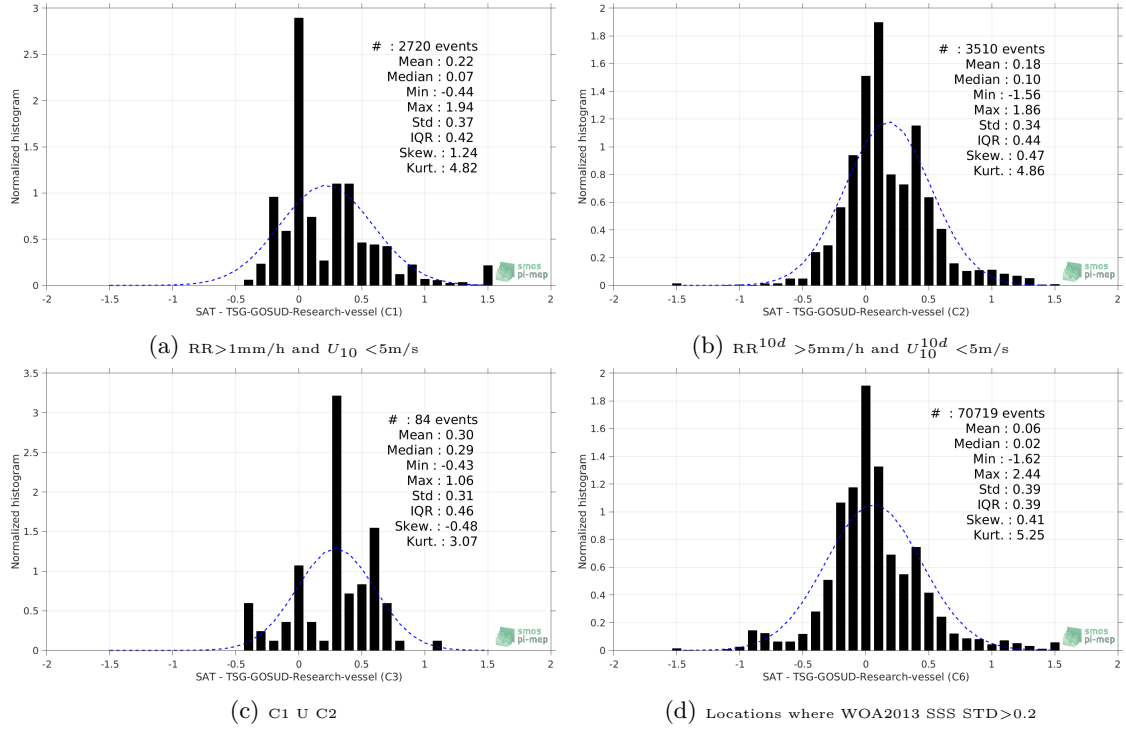 3
2.5
2
1.5
1
0.5
0
-2
-1.5
-1
-0.5
0
0.5
1
1.5
2
Normalized histogram
SAT - TSG-GOSUD-Research-vessel (C1)
# : 2720 events
Mean : 0.22
Median : 0.07
Min : -0.44
Max : 1.94
Std : 0.37
IQR : 0.42
Skew. : 1.24
Kurt. : 4.82
smos
pi-mep
(a) RR>1mm/h and U10 <5m/s
2
1.8
1.6
1.4
1.2
1
0.8
0.6
0.4
0.2
0
-2
-1.5
-1
-0.5
0
0.5
1
1.5
2
Normalized histogram
SAT - TSG-GOSUD-Research-vessel (C2)
# : 3510 events
Mean : 0.18
Median : 0.10
Min : -1.56
Max : 1.86
Std : 0.34
IQR : 0.44
Skew. : 0.47
Kurt. : 4.86
smos
pi-mep
(b) RR^10d >5mm/h and U10^10d <5m/s
3.5
3
2.5
2
1.5
1
0.5
0
-2
-1.5
-1
-0.5
0
0.5
1
1.5
2
Normalized histogram
SAT - TSG-GOSUD-Research-vessel (C3)
# : 84 events
Mean : 0.30
Median : 0.29
Min : -0.43
Max : 1.06
Std : 0.31
IQR : 0.46
Skew. : -0.48
Kurt. : 3.07
smos
pi-mep
(c) C1 U C2
2
1.8
1.6
1.4
1.2
1
0.8
0.6
0.4
0.2
0
-2
-1.5
-1
-0.5
0
0.5
1
1.5
2
Normalized histogram
SAT - TSG-GOSUD-Research-vessel (C6)
# : 70719 events
Mean : 0.06
Median : 0.02
Min : -1.62
Max : 2.44
Std : 0.39
IQR : 0.39
Skew. : 0.41
Kurt. : 5.25
smos
pi-mep
(d) Locations where WOA2013 SSS STD>0.2